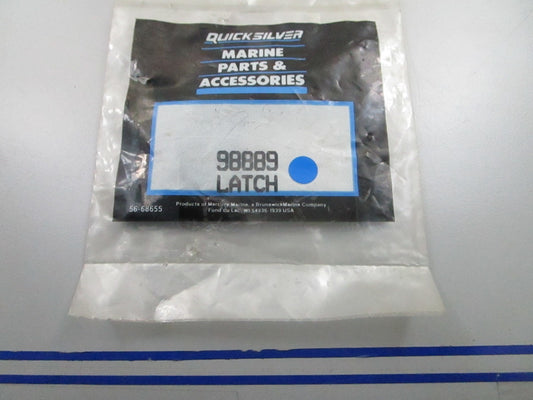 QUICKSILVER
MARINE
PARTS &
ACCESSORIES
98889
LATCH
56-68655
Products of Mercury Marine, a Brunswick Marine Company
Fond du Lac, WI 54935-1939 USA